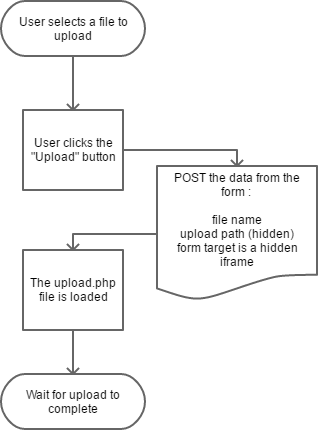 User selects a file to
upload
User clicks the
"Upload" button
POST the data from the
form :
file name
upload path (hidden)
form target is a hidden
iframe
The upload.php
file is loaded
Wait for upload to
complete